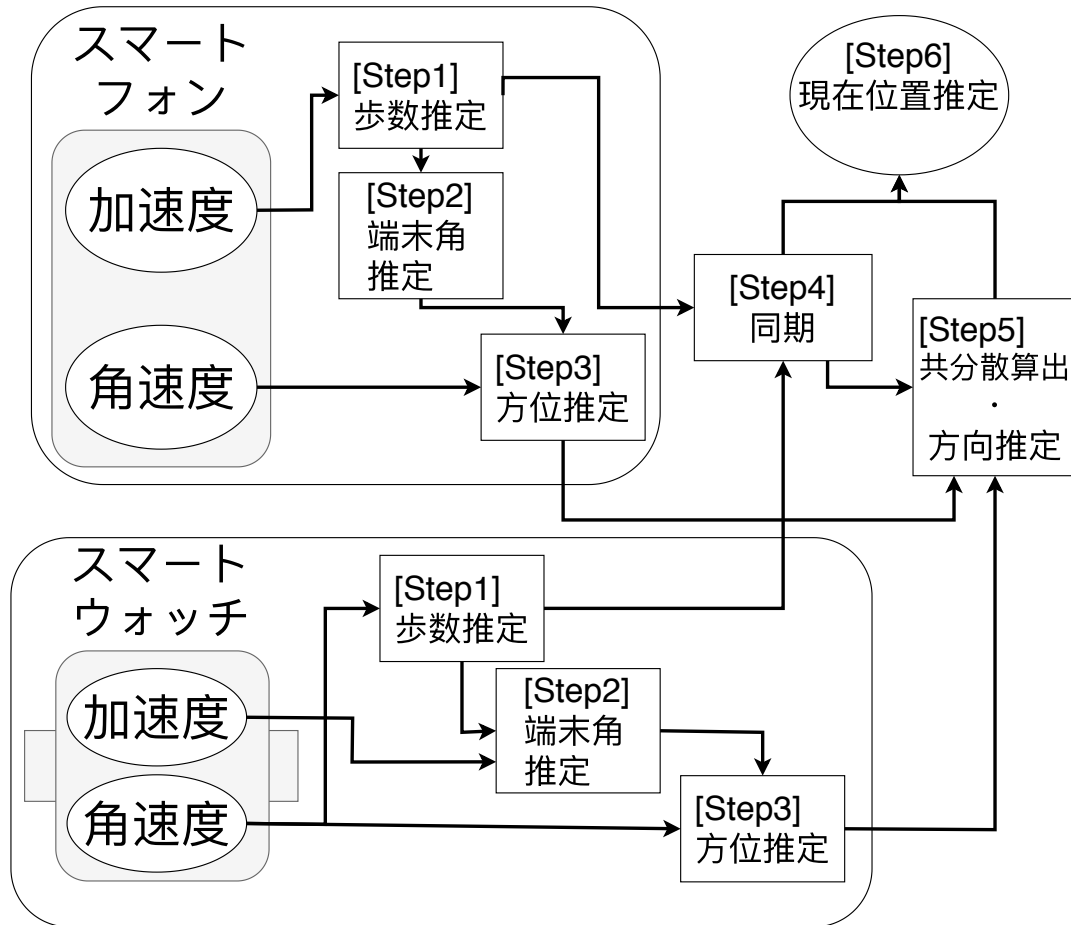 スマート
フォン
加速度
角速度
[Step1]
歩数推定
[Step2]
端末角
推定
[Step3]
方位推定
[Step4]
同期
[Step5]
共分散算出
・
方向推定
[Step6]
現在位置推定
スマート
ウォッチ
加速度
角速度
[Step1]
歩数推定
[Step2]
端末角
推定
[Step3]
方位推定